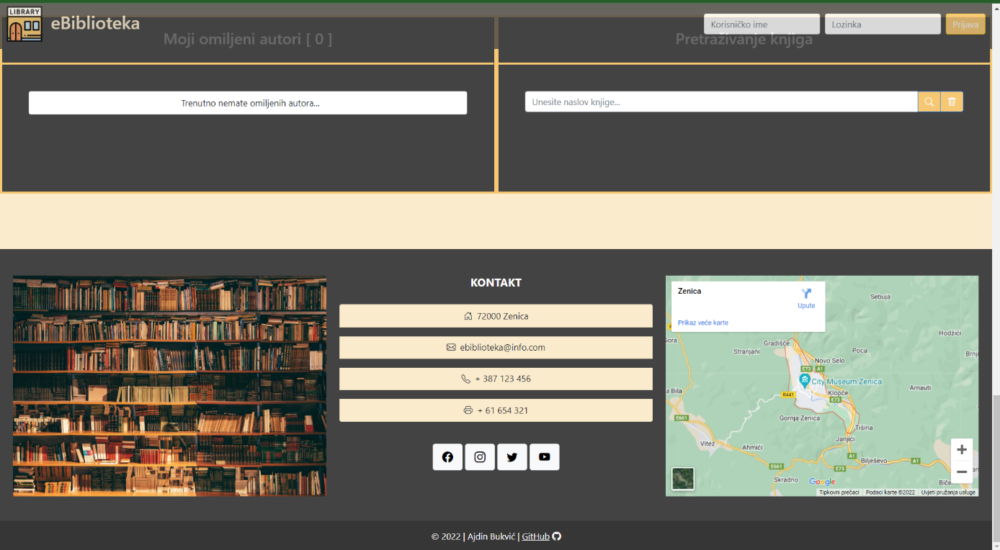 LIBRARY
eBiblioteka
Korisničko ime
Lozinka
Prijava
Moji omiljeni autori [ 0 ]
Pretraživanje knjiga
Trenutno nemate omiljenih autora...
Unesite naslov knjige...
KONTAKT
72000 Zenica
ebiblioteka@info.com
+ 387 123 456
+ 61 654 321
Zenica
Upute
Prikaz veće karte
Sebuja
Hodžići
Gora
Gradišće
Stranjani
Poca
Brnj
Novo Selo
E73
A1
City Museum Zenica
Arnauti
a Bila
R441
Klopče
E73
E661
Gornja Zenica
Tišina
Vitez
Ahmići
Janjići
A1
Bilješevo
A1
E661
E73
Skradno
Google
Biče
Tipkovni prečaci
Podaci karte ©2022
Uvjeti pružanja usluge
© 2022 | Ajdin Bukvić | GitHub